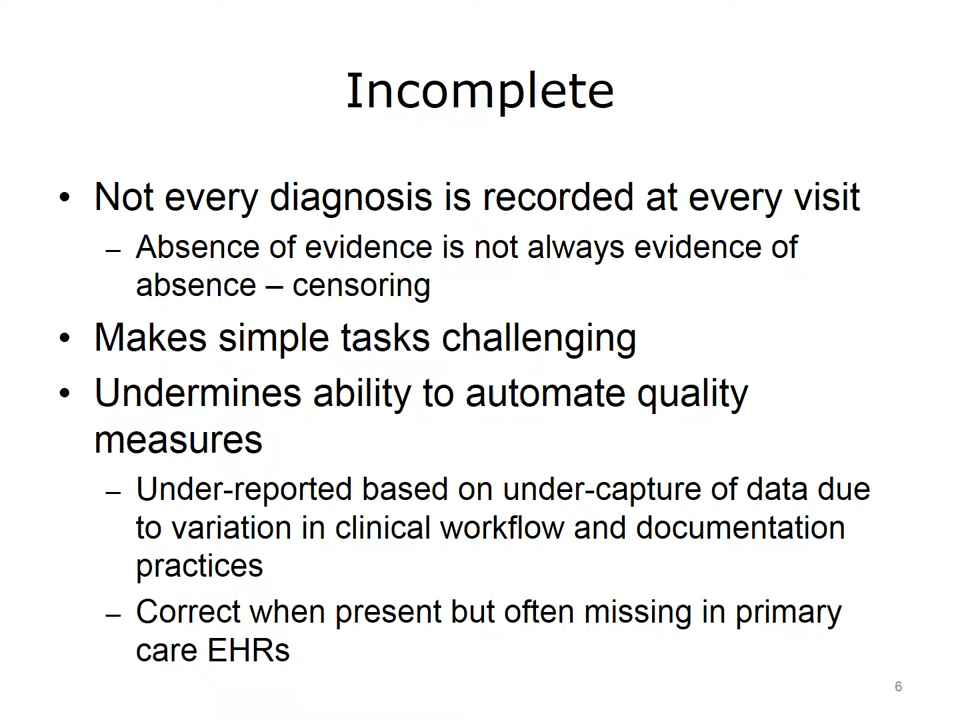 Incomplete
• Not every diagnosis is recorded at every visit
– Absence of evidence is not always evidence of
absence – censoring
• Makes simple tasks challenging
• Undermines ability to automate quality
measures
– Under-reported based on under-capture of data due
to variation in clinical workflow and documentation
practices
– Correct when present but often missing in primary
care EHRs
6